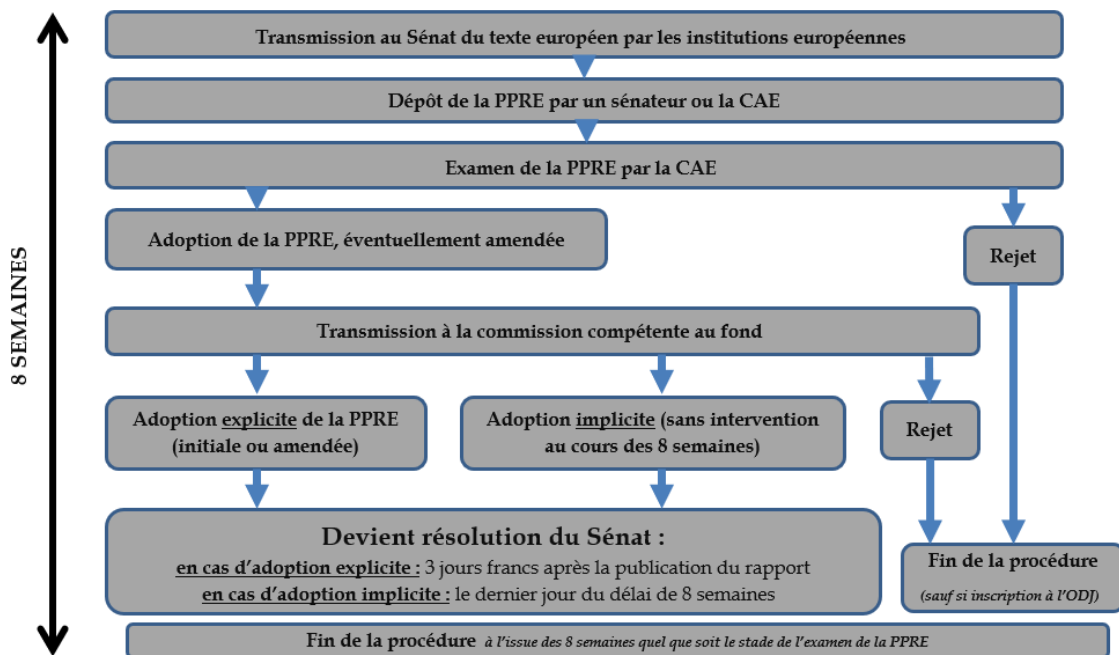 8 SEMAINES
Transmission au Sénat du texte européen par les institutions européennes
Dépôt de la PPRE par un sénateur ou la CAE
Examen de la PPRE par la CAE
Adoption de la PPRE, éventuellement amendée
Rejet
Transmission à la commission compétente au fond
Adoption explicite de la PPRE
(initiale ou amendée)
Adoption implicite (sans intervention
au cours des 8 semaines)
Rejet
Devient résolution du Sénat :
en cas d'adoption explicite : 3 jours francs après la publication du rapport
en cas d'adoption implicite : le dernier jour du délai de 8 semaines
Fin de la procédure
(sauf si inscription à l'ODJ)
Fin de la procédure à l'issue des 8 semaines quel que soit le stade de l'examen de la PPRE